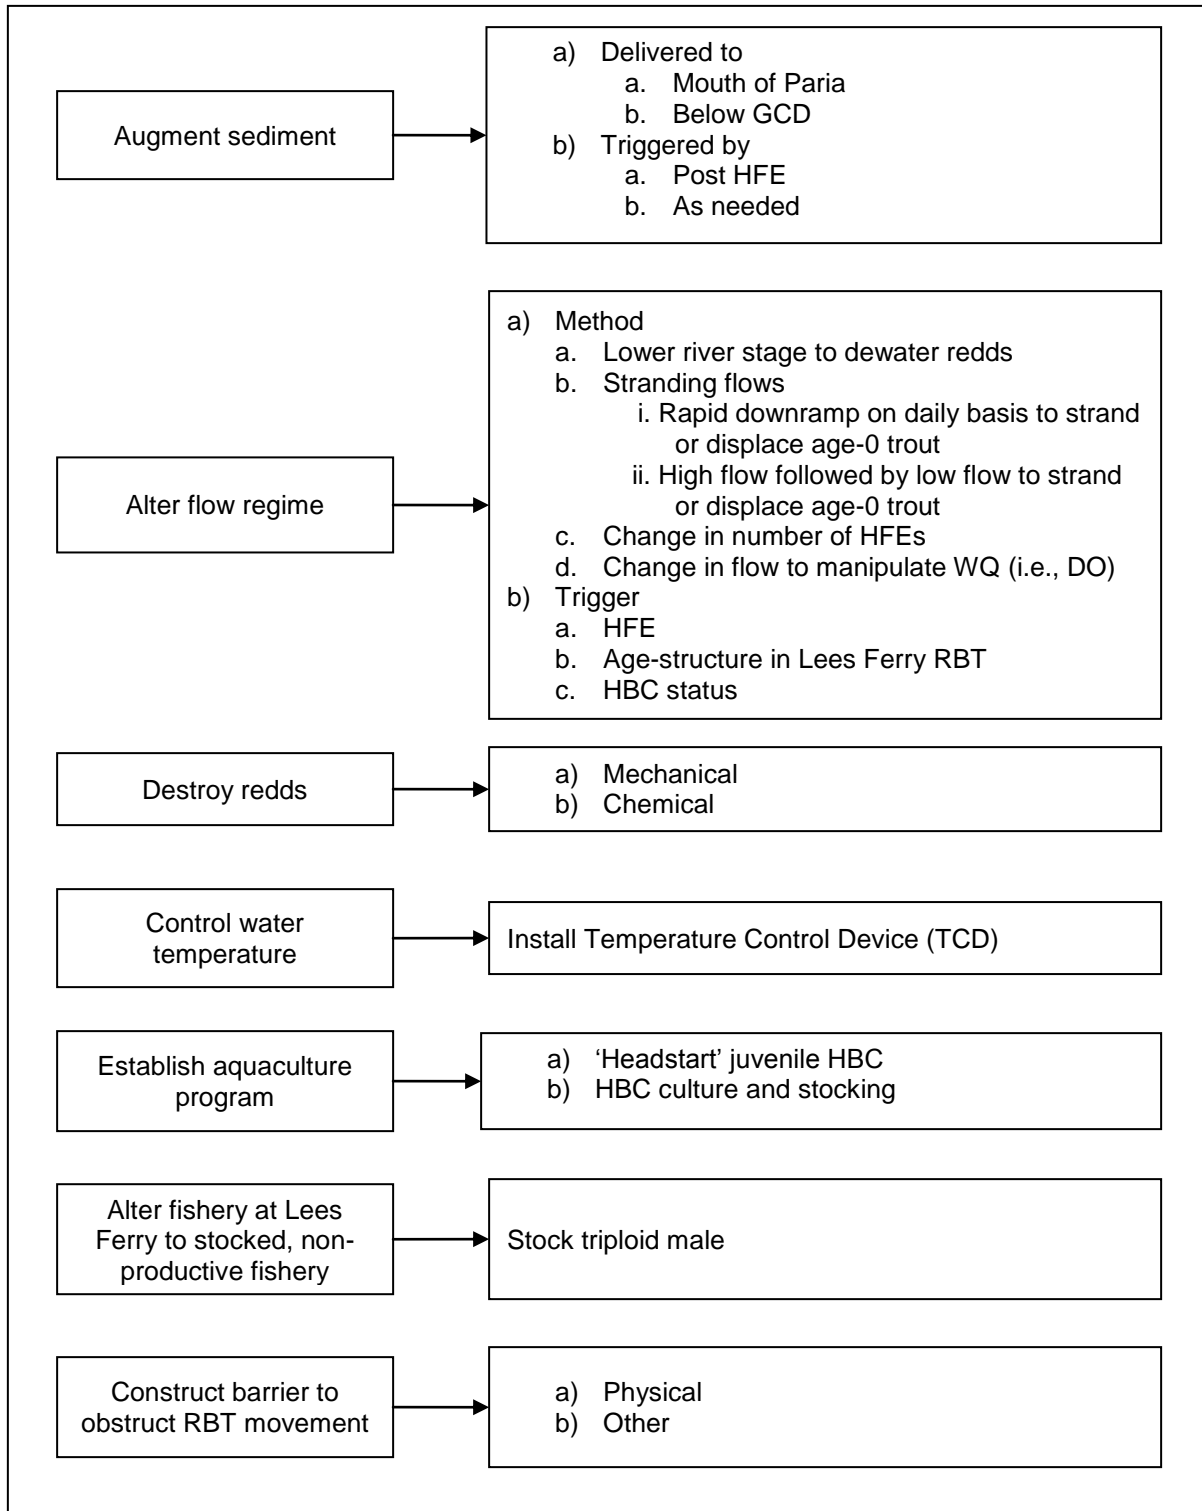 Augment sediment
a) Delivered to
a. Mouth of Paria
b. Below GCD
b) Triggered by
a. Post HFE
b. As needed
Alter flow regime
a) Method
a. Lower river stage to dewater redds
b. Stranding flows
i. Rapid downramp on daily basis to strand
or displace age-0 trout
ii. High flow followed by low flow to strand
or displace age-0 trout
c. Change in number of HFEs
d. Change in flow to manipulate WQ (i.e., DO)
b) Trigger
a. HFE
b. Age-structure in Lees Ferry RBT
c. HBC status
Destroy redds
a) Mechanical
b) Chemical
Control water
temperature
Install Temperature Control Device (TCD)
Establish aquaculture
program
a) ‘Headstart’ juvenile HBC
b) HBC culture and stocking
Alter fishery at Lees
Ferry to stocked, non-
productive fishery
Stock triploid male
Construct barrier to
obstruct RBT movement
a) Physical
b) Other